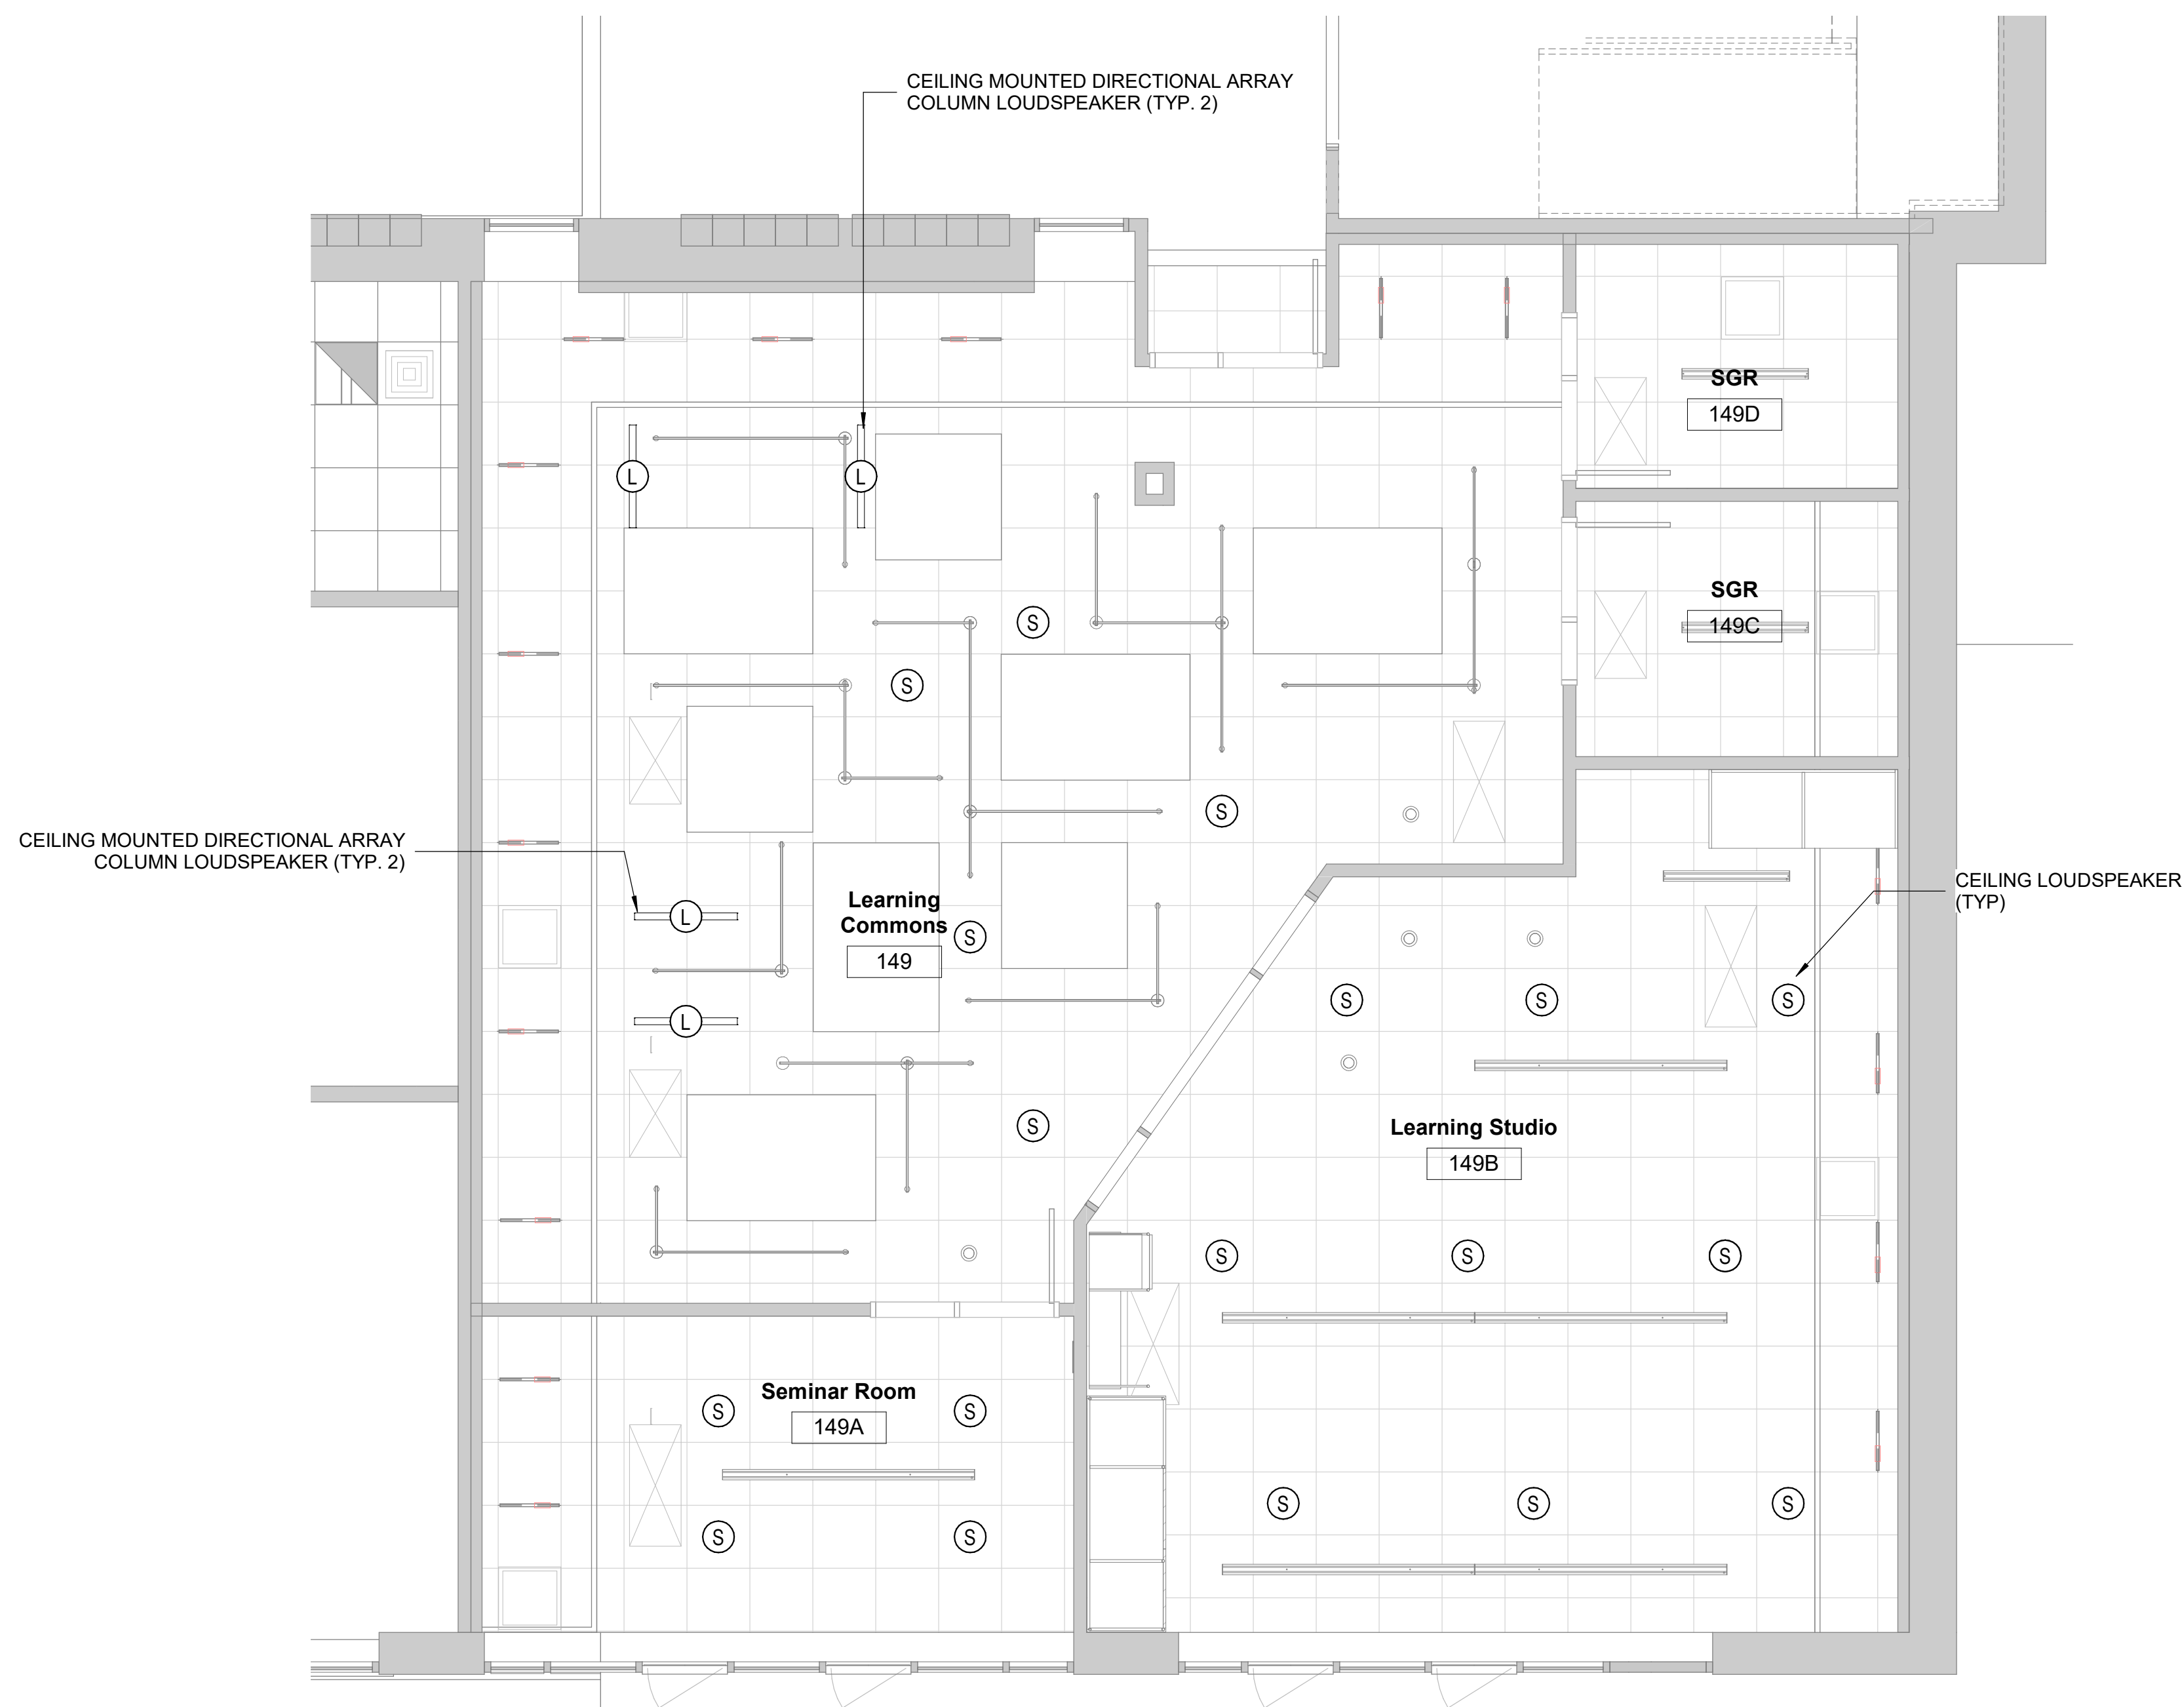 CEILING MOUNTED DIRECTIONAL ARRAY
COLUMN LOUDSPEAKER (TYP. 2)
SGR
149D
L
L
SGR
149C
S
S
S
CEILING MOUNTED DIRECTIONAL ARRAY
COLUMN LOUDSPEAKER (TYP. 2)
CEILING LOUDSPEAKER
(TYP)
L
Learning
Commons
S
149
S
S
S
L
S
Learning Studio
149B
S
S
S
Seminar Room
149A
S
S
S
S
S
S
S